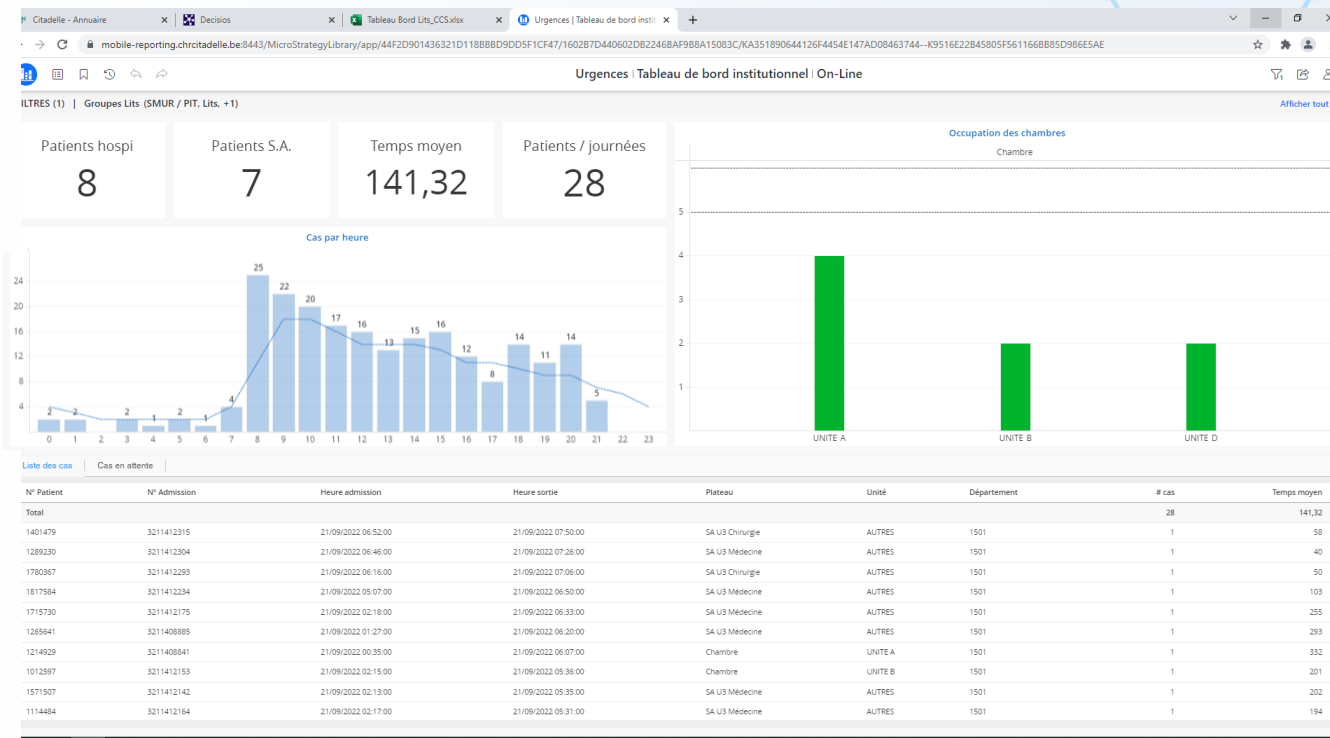 Citadelle - Annuaire
Decisios
Tableau Bord Lits_CCS.xlsx
Urgences | Tableau de bord instit
mobile-reporting.chrcitadelle.be:8443/MicroStrategyLibrary/app/44F2D901436321D118BBBD9DD5F1CF47/1602B7D440602DB2246BAF9B8A15083C/KA351890644126F4454E147AD08463744--K9516E22B45805F561166BB85D986E5AE
Urgences | Tableau de bord institutionnel | On-Line
ILTRES (1) | Groupes Lits (SMUR / PIT, Lits, +1)
Afficher tout
Patients hospi
8
Patients S.A.
7
Temps moyen
141,32
Patients / journées
28
Cas par heure
24
20
16
12
8
4
2 2 2 1 2 1 4 25 22 20 17 16 13 15 16 12 8 14 11 14 5
0 1 2 3 4 5 6 7 8 9 10 11 12 13 14 15 16 17 18 19 20 21 22 23
Occupation des chambres
Chambre
5
4
3
2
1
UNITE A UNITE B UNITE D
Liste des cas | Cas en attente
N° Patient N° Admission Heure admission Heure sortie Plateau Unité Département # cas Temps moyen
Total 28 141,32
1401479 3211412315 21/09/2022 06:52:00 21/09/2022 07:50:00 SA U3 Chirurgie AUTRES 1501 1 58
1289230 3211412304 21/09/2022 06:46:00 21/09/2022 07:26:00 SA U3 Médecine AUTRES 1501 1 40
1780367 3211412293 21/09/2022 06:16:00 21/09/2022 07:06:00 SA U3 Chirurgie AUTRES 1501 1 50
1817584 3211412234 21/09/2022 05:07:00 21/09/2022 06:50:00 SA U3 Médecine AUTRES 1501 1 103
1715730 3211412175 21/09/2022 02:18:00 21/09/2022 06:33:00 SA U3 Médecine AUTRES 1501 1 255
1265641 3211408885 21/09/2022 01:27:00 21/09/2022 06:20:00 SA U3 Médecine AUTRES 1501 1 293
1214929 3211408841 21/09/2022 00:35:00 21/09/2022 06:07:00 Chambre UNITE A 1501 1 332
1012597 3211412153 21/09/2022 02:15:00 21/09/2022 05:36:00 Chambre UNITE B 1501 1 201
1571507 3211412142 21/09/2022 02:13:00 21/09/2022 05:35:00 SA U3 Médecine AUTRES 1501 1 202
1114484 3211412164 21/09/2022 02:17:00 21/09/2022 05:31:00 SA U3 Médecine AUTRES 1501 1 194